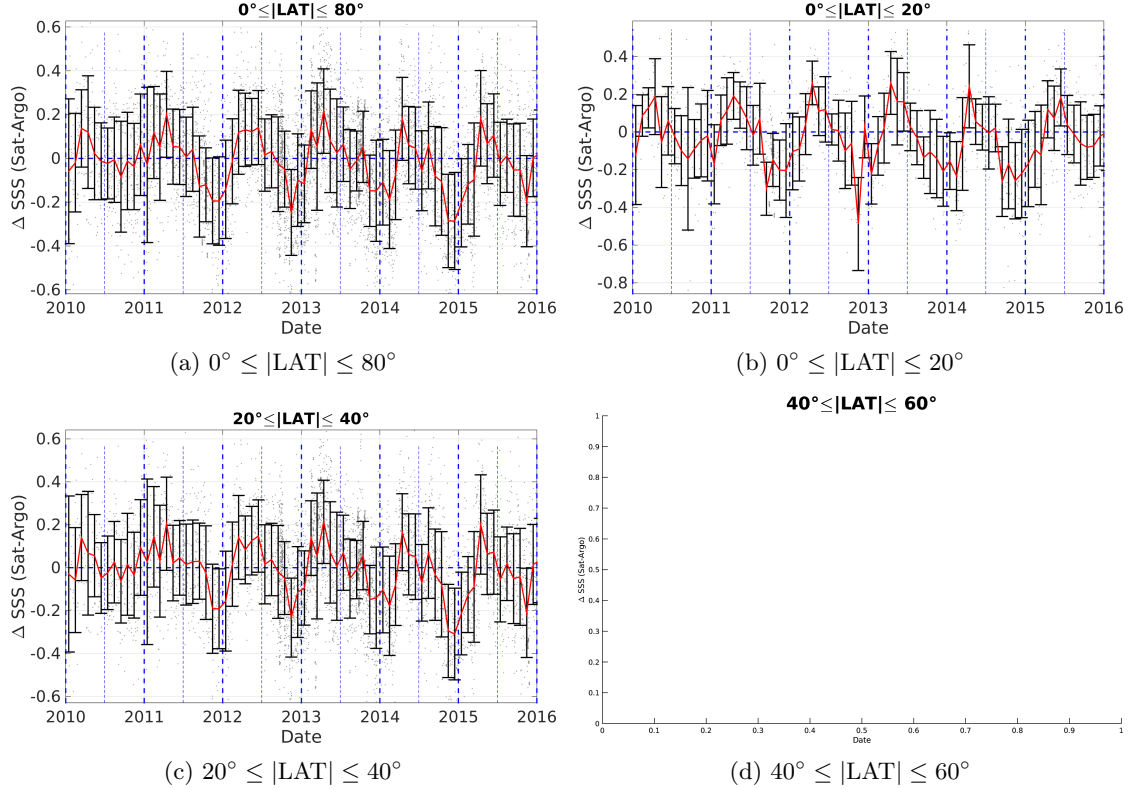 0°≤|LAT|≤ 80°
Δ SSS (Sat-Argo)
0.6
0.4
0.2
0
-0.2
-0.4
-0.6
2010 2011 2012 2013 2014 2015 2016
Date
(a) 0° ≤ |LAT| ≤ 80°
0°≤|LAT|≤ 20°
Δ SSS (Sat-Argo)
0.4
0.2
0
-0.2
-0.4
-0.6
-0.8
2010 2011 2012 2013 2014 2015 2016
Date
(b) 0° ≤ |LAT| ≤ 20°
20°≤|LAT|≤ 40°
Δ SSS (Sat-Argo)
0.6
0.4
0.2
0
-0.2
-0.4
-0.6
2010 2011 2012 2013 2014 2015 2016
Date
(c) 20° ≤ |LAT| ≤ 40°
40°≤|LAT|≤ 60°
Δ SSS (Sat-Argo)
1
0.9
0.8
0.7
0.6
0.5
0.4
0.3
0.2
0.1
0
0 0.1 0.2 0.3 0.4 0.5 0.6 0.7 0.8 0.9 1
Date
(d) 40° ≤ |LAT| ≤ 60°